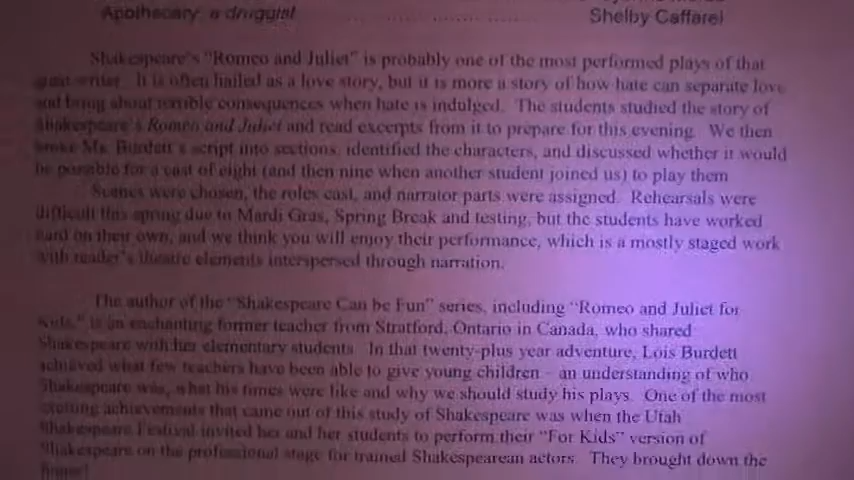 Apothecary, a druggist ........................ Shelby Caffarel
Shakespeare's "Romeo and Juliet" is probably one of the most performed plays of that
great writer. It is often hailed as a love story, but it is more a story of how hate can separate love
and bring about terrible consequences when hate is indulged. The students studied the story of
Shakespeare's Romeo and Juliet and read excerpts from it to prepare for this evening. We then
broke Ms. Burdett's script into sections, identified the characters, and discussed whether it would
be possible for a cast of eight (and then nine when another student joined us) to play them
Scenes were chosen, the roles cast, and narrator parts were assigned. Rehearsals were
difficult this spring due to Mardi Gras, Spring Break and testing, but the students have worked
hard on their own, and we think you will enjoy their performance, which is a mostly staged work
with reader's theatre elements interspersed through narration.
The author of the "Shakespeare Can be Fun" series, including "Romeo and Juliet for
Kids," is an enchanting former teacher from Stratford, Ontario in Canada, who shared
Shakespeare with her elementary students. In that twenty-plus year adventure, Lois Burdett
achieved what few teachers have been able to give young children - an understanding of who
Shakespeare was, what his times were like and why we should study his plays. One of the most
exciting achievements that came out of this study of Shakespeare was when the Utah
Shakespeare Festival invited her and her students to perform their "For Kids" version of
Shakespeare on the professional stage for trained Shakespearean actors. They brought down the
house!